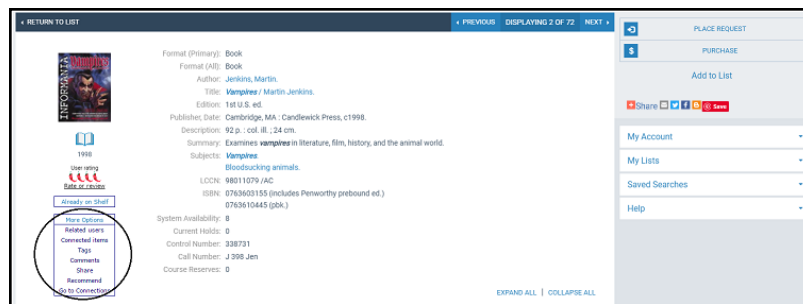 RETURN TO LIST
PREVIOUS DISPLAYING 2 OF 72 NEXT
INFORMANIA
VAMPIRES
1998
User rating
Rate or review
Already on Shelf
More Options
Related users
Connected items
Tags
Comments
Share
Recommend
Go to Connections
Format (Primary): Book
Format (All): Book
Author: Jenkins, Martin.
Title: Vampires / Martin Jenkins.
Edition: 1st U.S. ed.
Publisher, Date: Cambridge, MA : Candlewick Press, c1998.
Description: 92 p. : col. ill. ; 24 cm.
Summary: Examines vampires in literature, film, history, and the animal world.
Subjects: Vampires.
Bloodsucking animals.
LCCN: 98011079 /AC
ISBN: 0763603155 (includes Penworthy prebound ed.)
0763610445 (pbk.)
System Availability: 8
Current Holds: 0
Control Number: 338731
Call Number: J 398 Jen
Course Reserves: 0
EXPAND ALL | COLLAPSE ALL
PLACE REQUEST
$ PURCHASE
Add to List
Share Save
My Account
My Lists
Saved Searches
Help